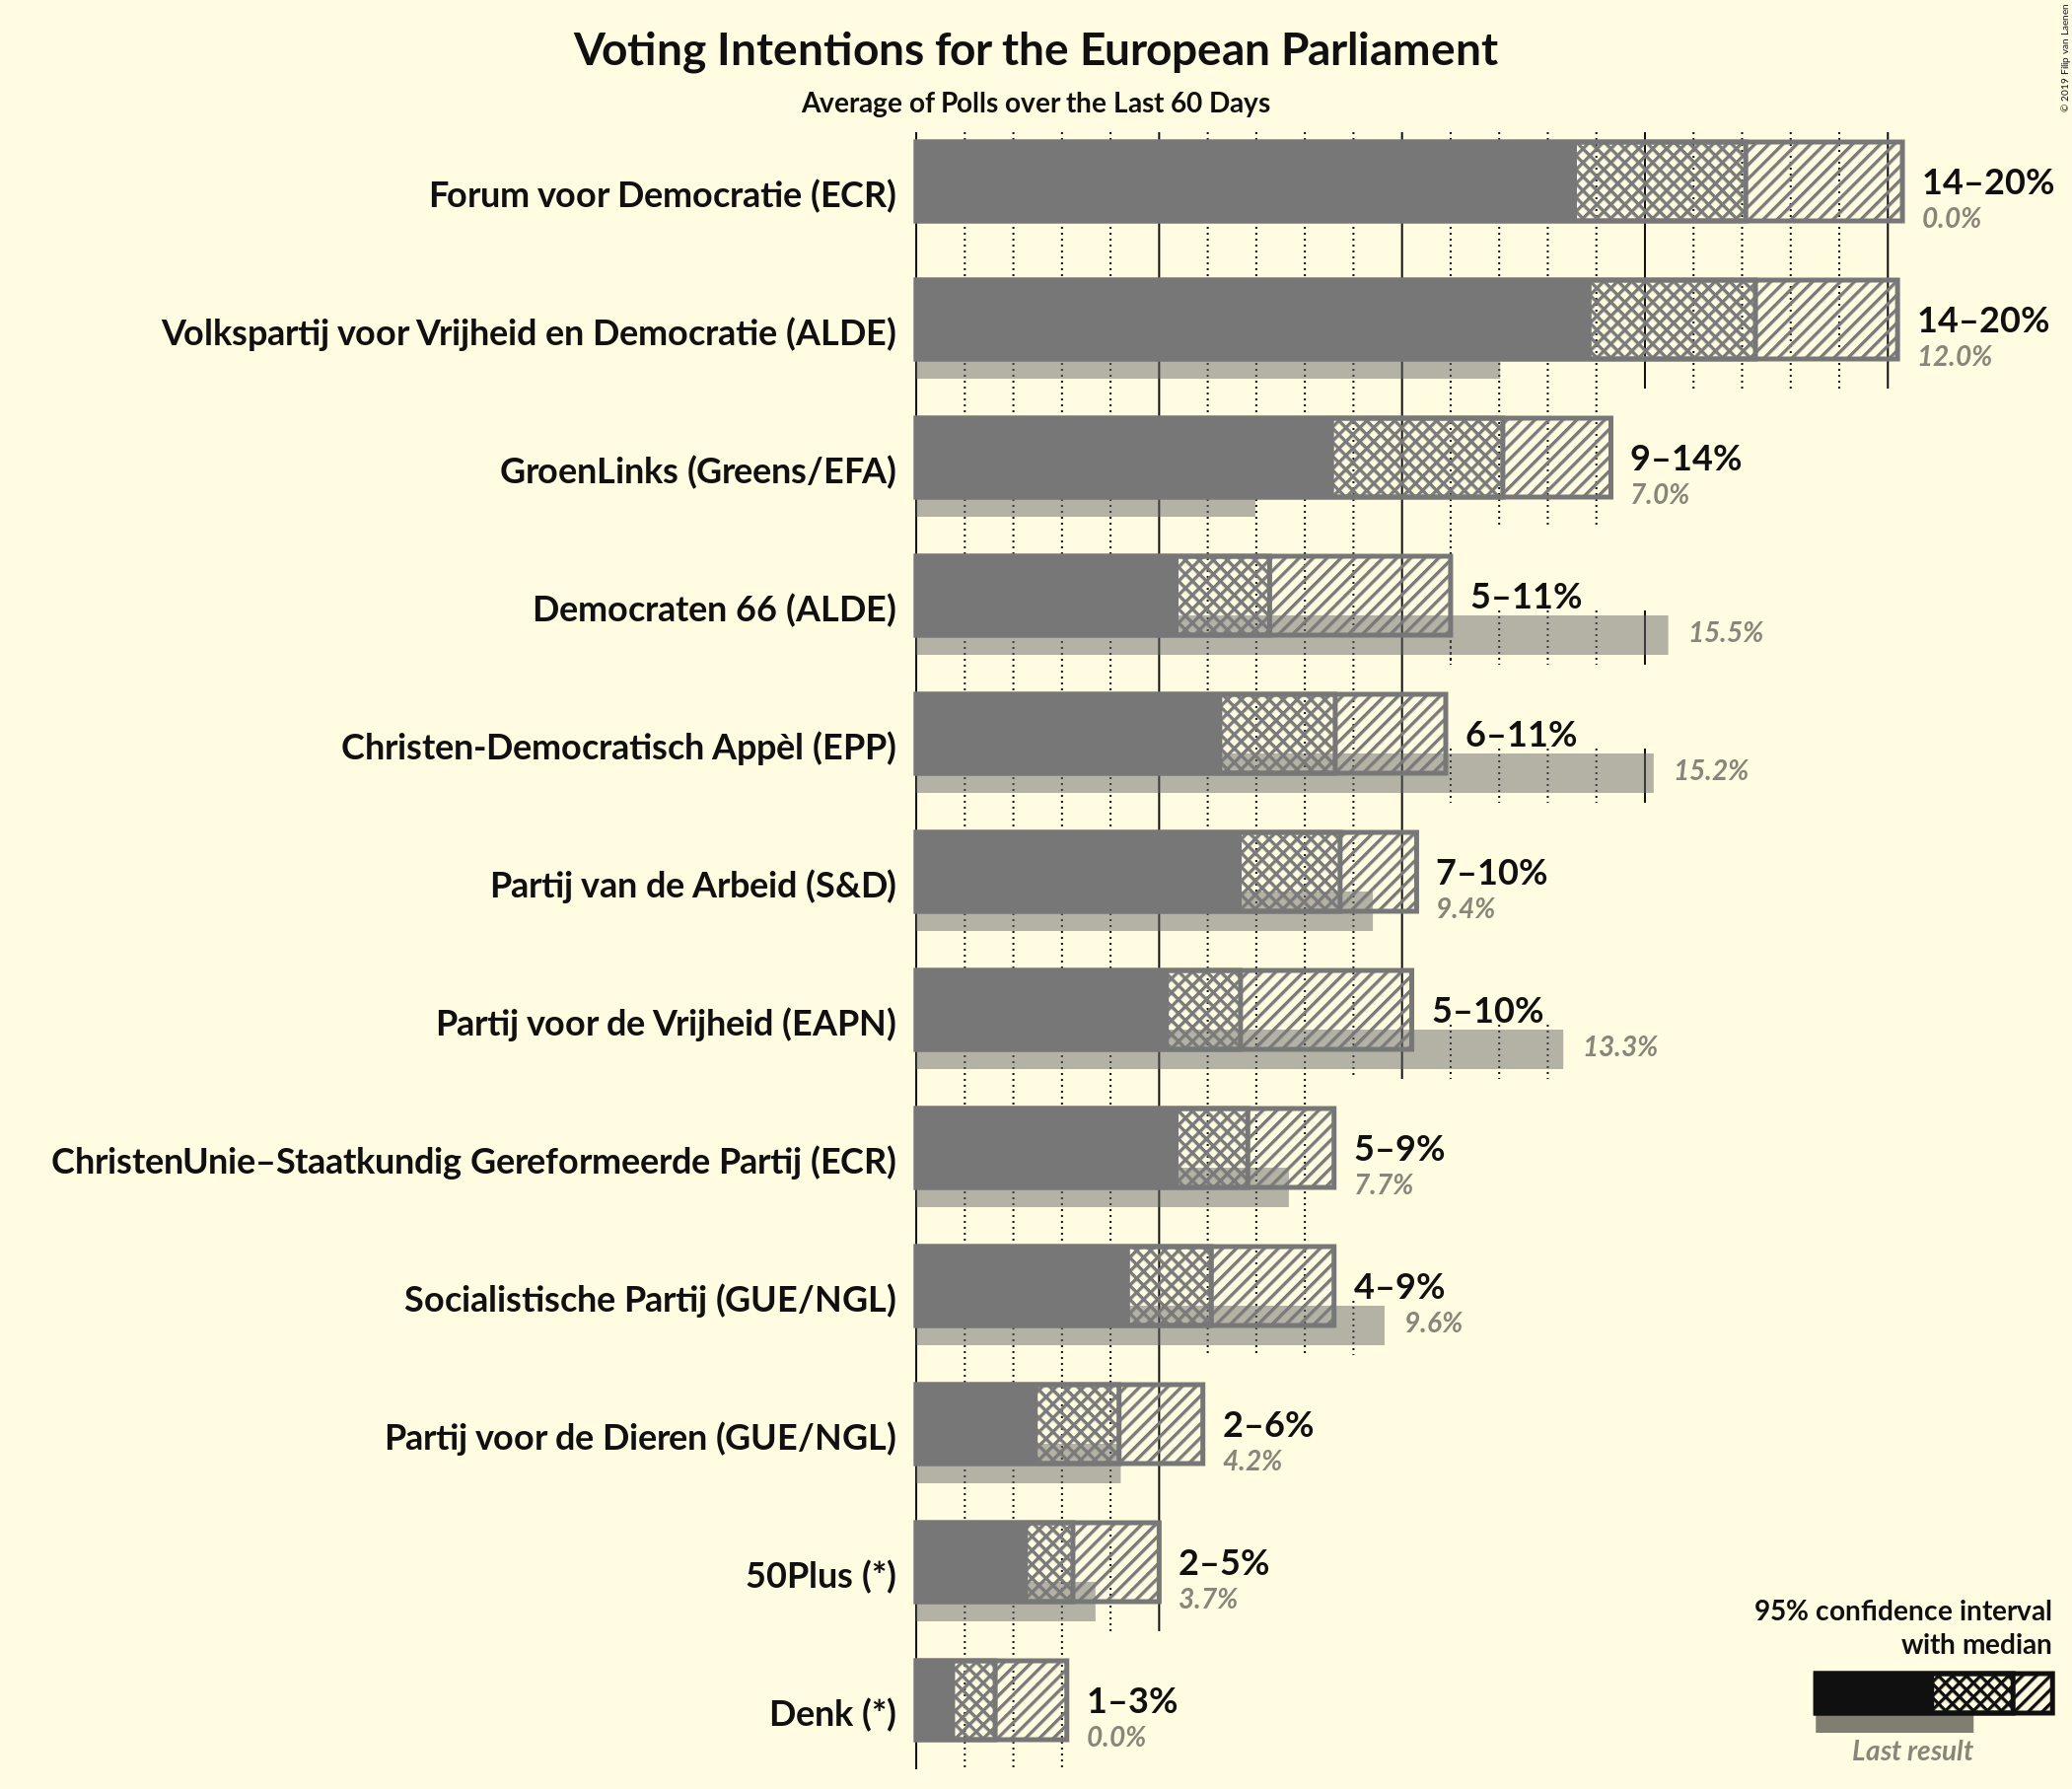 Voting Intentions for the European Parliament
Average of Polls over the Last 60 Days
© 2019 Filip van Laenen
Forum voor Democratie (ECR)
14–20%
0.0%
Volkspartij voor Vrijheid en Democratie (ALDE)
14–20%
12.0%
GroenLinks (Greens/EFA)
9–14%
7.0%
Democraten 66 (ALDE)
5–11%
15.5%
Christen-Democratisch Appèl (EPP)
6–11%
15.2%
Partij van de Arbeid (S&D)
7–10%
9.4%
Partij voor de Vrijheid (EAPN)
5–10%
13.3%
ChristenUnie–Staatkundig Gereformeerde Partij (ECR)
5–9%
7.7%
Socialistische Partij (GUE/NGL)
4–9%
9.6%
Partij voor de Dieren (GUE/NGL)
2–6%
4.2%
50Plus (*)
2–5%
3.7%
Denk (*)
1–3%
0.0%
95% confidence interval
with median
Last result